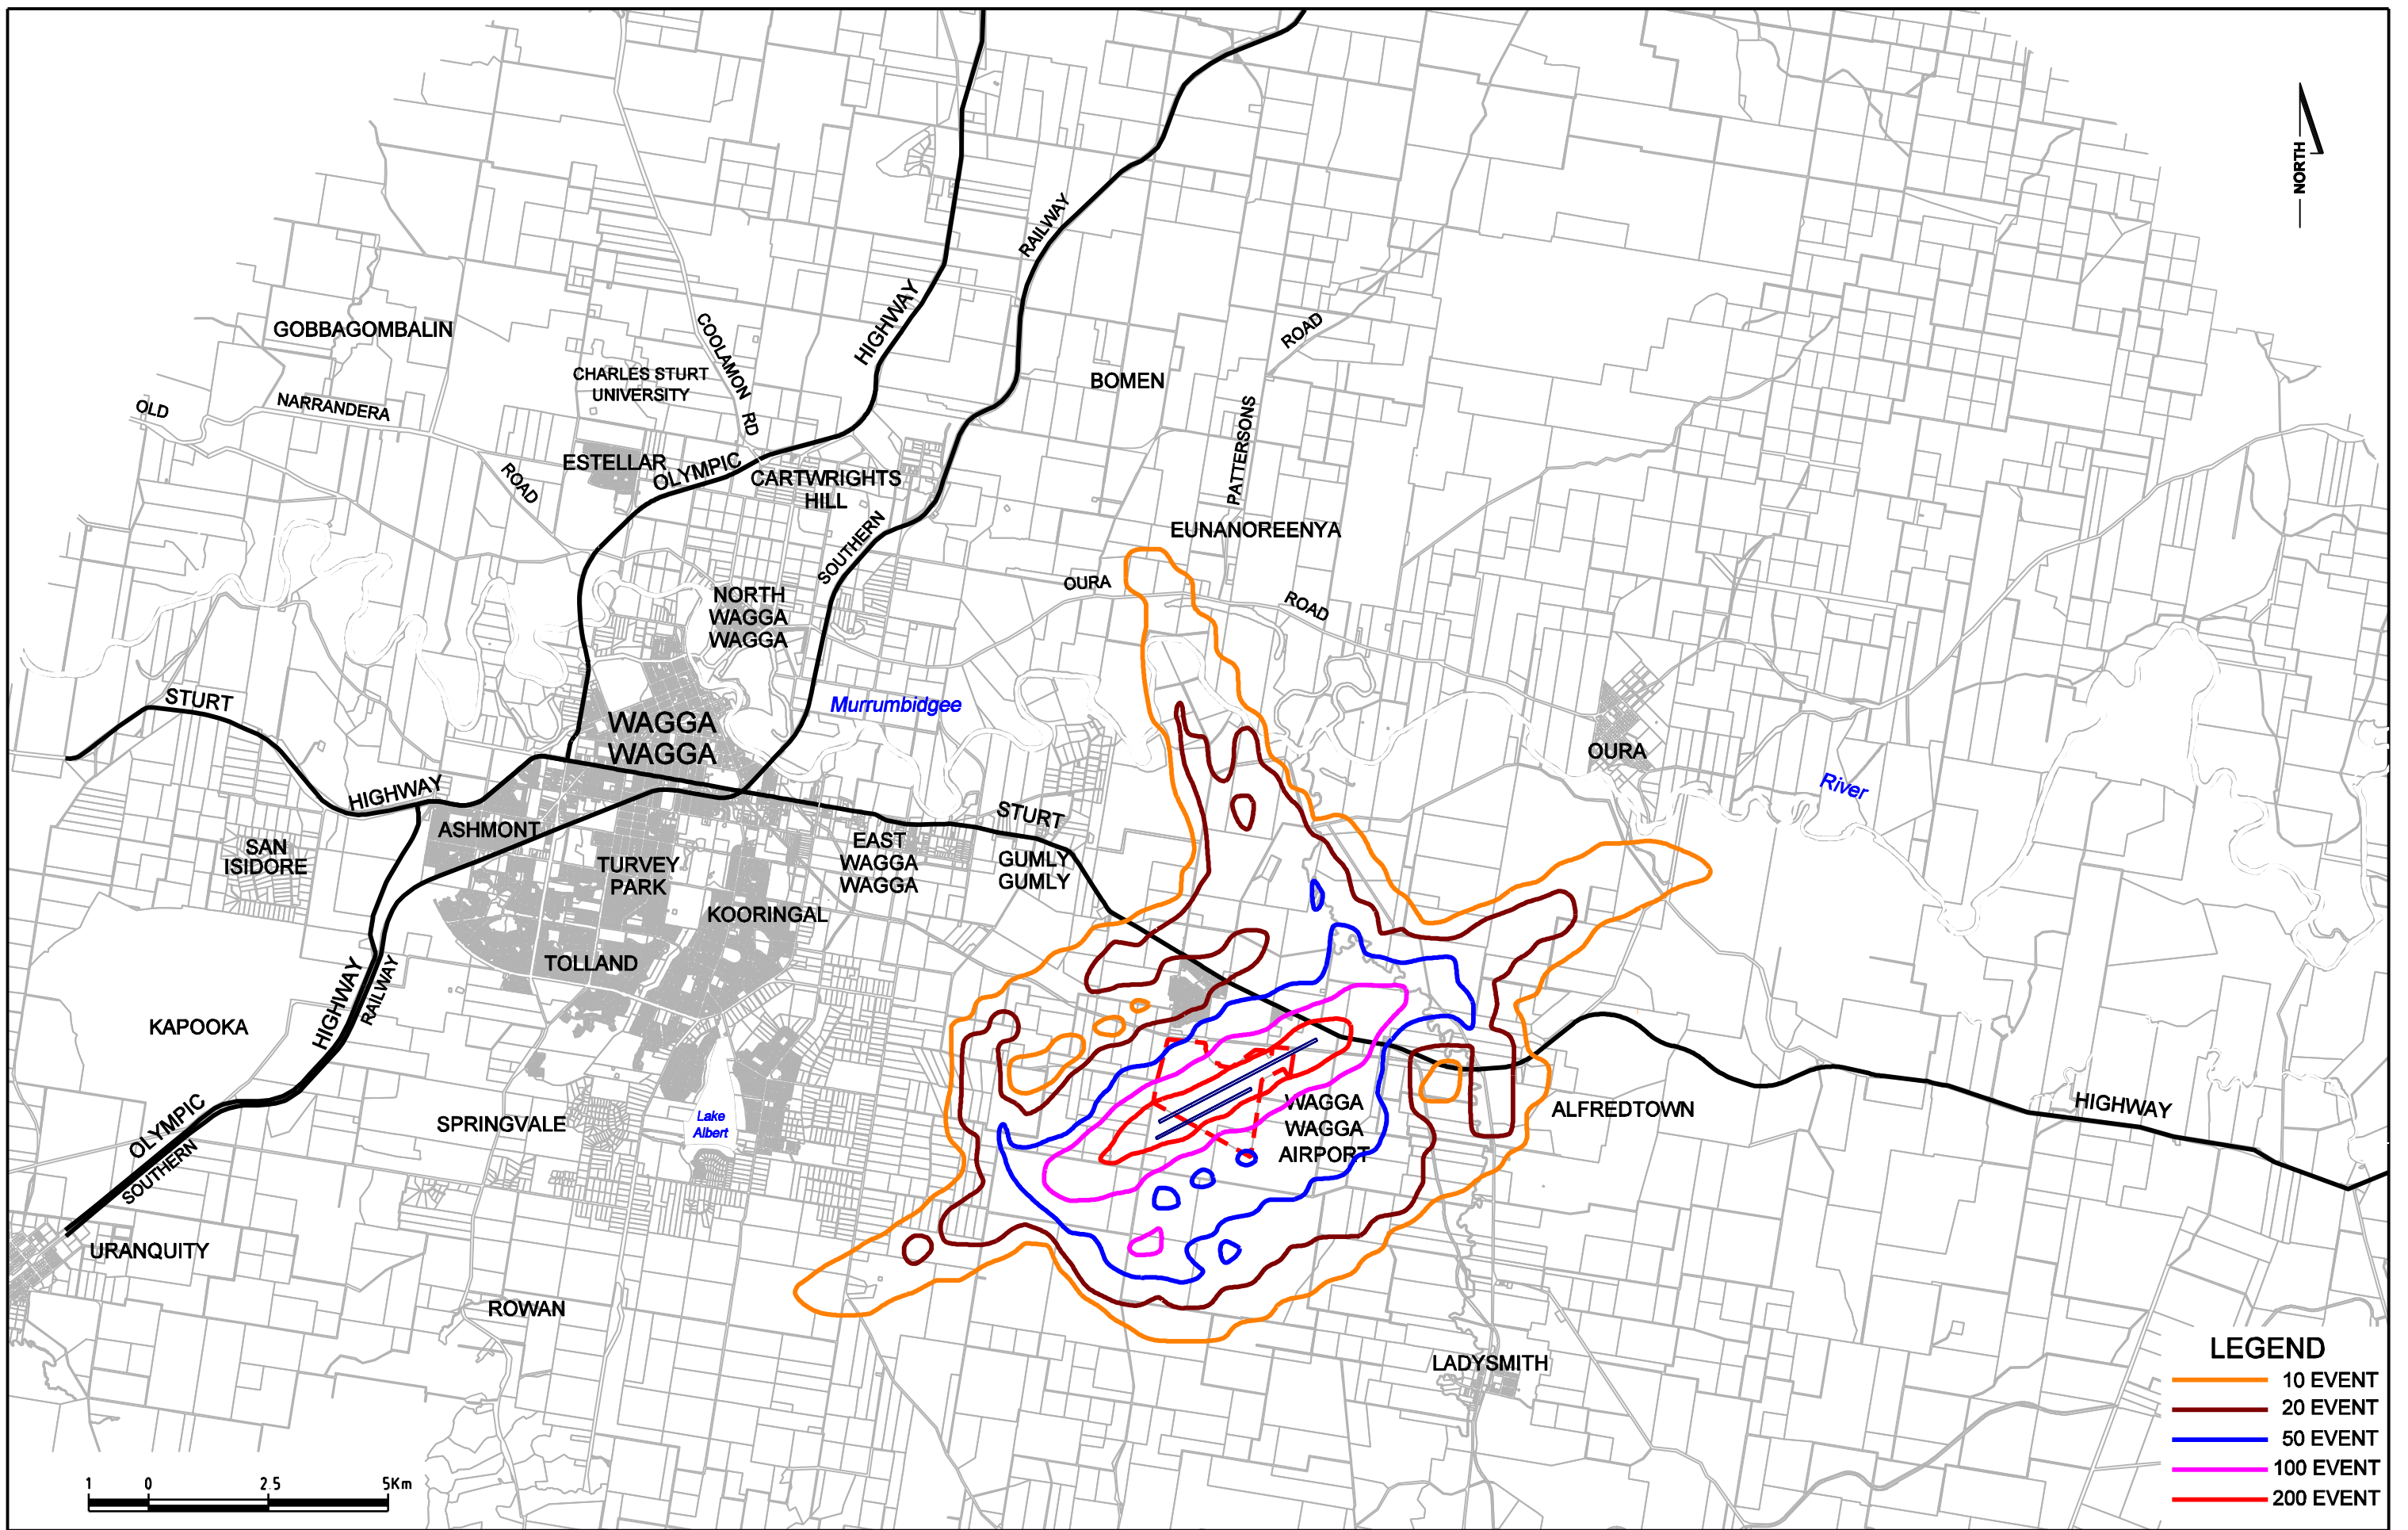 NORTH
HIGHWAY
RAILWAY
GOBBAGOMBALIN
COOLAMON RD
ROAD
CHARLES STURT
UNIVERSITY
BOMEN
OLD
NARRANDERA
ROAD
PATTERSONS
ESTELLAR
OLYMPIC
CARTWRIGHTS
HILL
SOUTHERN
EUNANOREENYA
OURA
ROAD
NORTH
WAGGA
WAGGA
STURT
Murrumbidgee
WAGGA
WAGGA
OURA
River
HIGHWAY
STURT
ASHMONT
SAN
ISIDORE
EAST
WAGGA
WAGGA
GUMLY
GUMLY
TURVEY
PARK
KOORINGAL
TOLLAND
HIGHWAY
RAILWAY
KAPOOKA
OLYMPIC
SOUTHERN
SPRINGVALE
Lake
Albert
WAGGA
WAGGA
AIRPORT
ALFREDTOWN
HIGHWAY
URANQUITY
ROWAN
LADYSMITH
LEGEND
10 EVENT
20 EVENT
50 EVENT
100 EVENT
200 EVENT
1 0 2.5 5Km